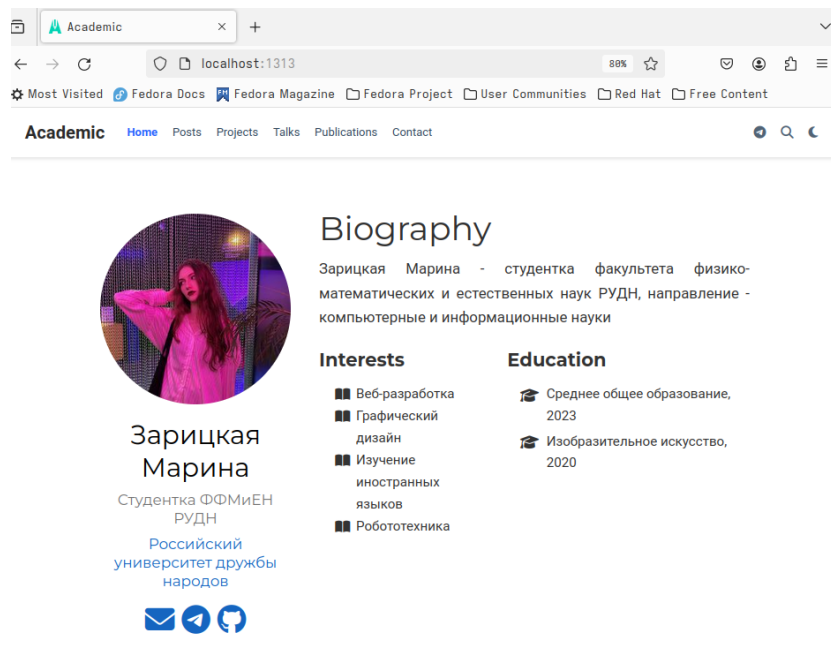 Academic
localhost:1313
80%
Most Visited Fedora Docs Fedora Magazine Fedora Project User Communities Red Hat Free Content
Academic Home Posts Projects Talks Publications Contact
Biography
Зарицкая Марина - студентка факультета физико-
математических и естественных наук РУДН, направление -
компьютерные и информационные науки
Interests
Веб-разработка
Графический
дизайн
Изучение
иностранных
языков
Робототехника
Education
Среднее общее образование,
2023
Изобразительное искусство,
2020
Зарицкая
Марина
Студентка ФФМиЕН
РУДН
Российский
университет дружбы
народов